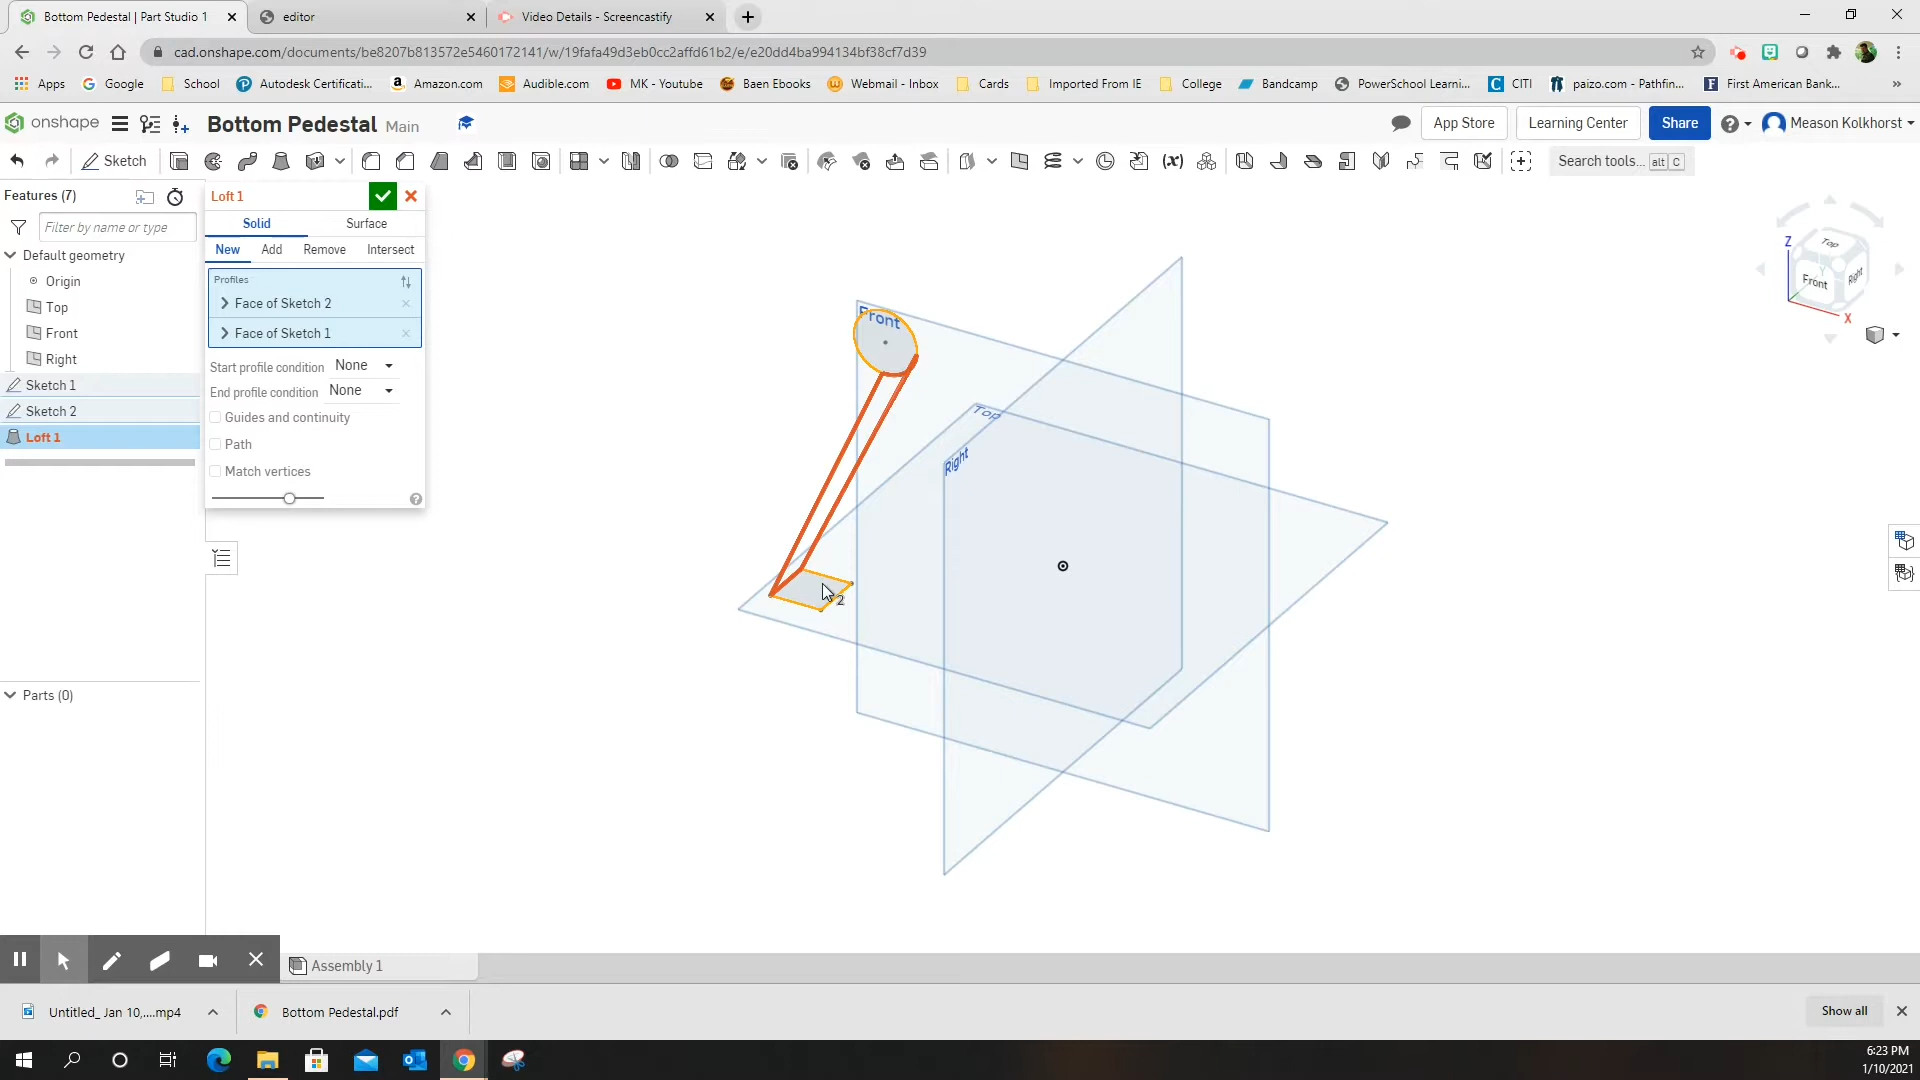 Bottom Pedestal | Part Studio 1
editor
Video Details - Screencastify
cad.onshape.com/documents/be8207b813572e5460172141/w/19fafa49d3eb0cc2affd61b2/e/e20dd4ba994134bf38cf7d39
Apps Google School Autodesk Certificati... Amazon.com Audible.com MK - Youtube Baen Ebooks Webmail - Inbox Cards Imported From IE College Bandcamp PowerSchool Learni... CITI paizo.com - Pathfin... First American Bank... »
onshape Bottom Pedestal Main App Store Learning Center Share Meason Kolkhorst
Sketch Search tools... alt C
Features (7)
Filter by name or type
Default geometry
Origin
Top
Front
Right
Sketch 1
Sketch 2
Loft 1
Parts (0)
Loft 1
Solid Surface
New Add Remove Intersect
Profiles
Face of Sketch 2
Face of Sketch 1
Start profile condition None
End profile condition None
Guides and continuity
Path
Match vertices
Front
Top
Right
2
Z
Top
Front
Right
Y
X
Assembly 1
Untitled_ Jan 10,....mp4
Bottom Pedestal.pdf
Show all
6:23 PM
1/10/2021